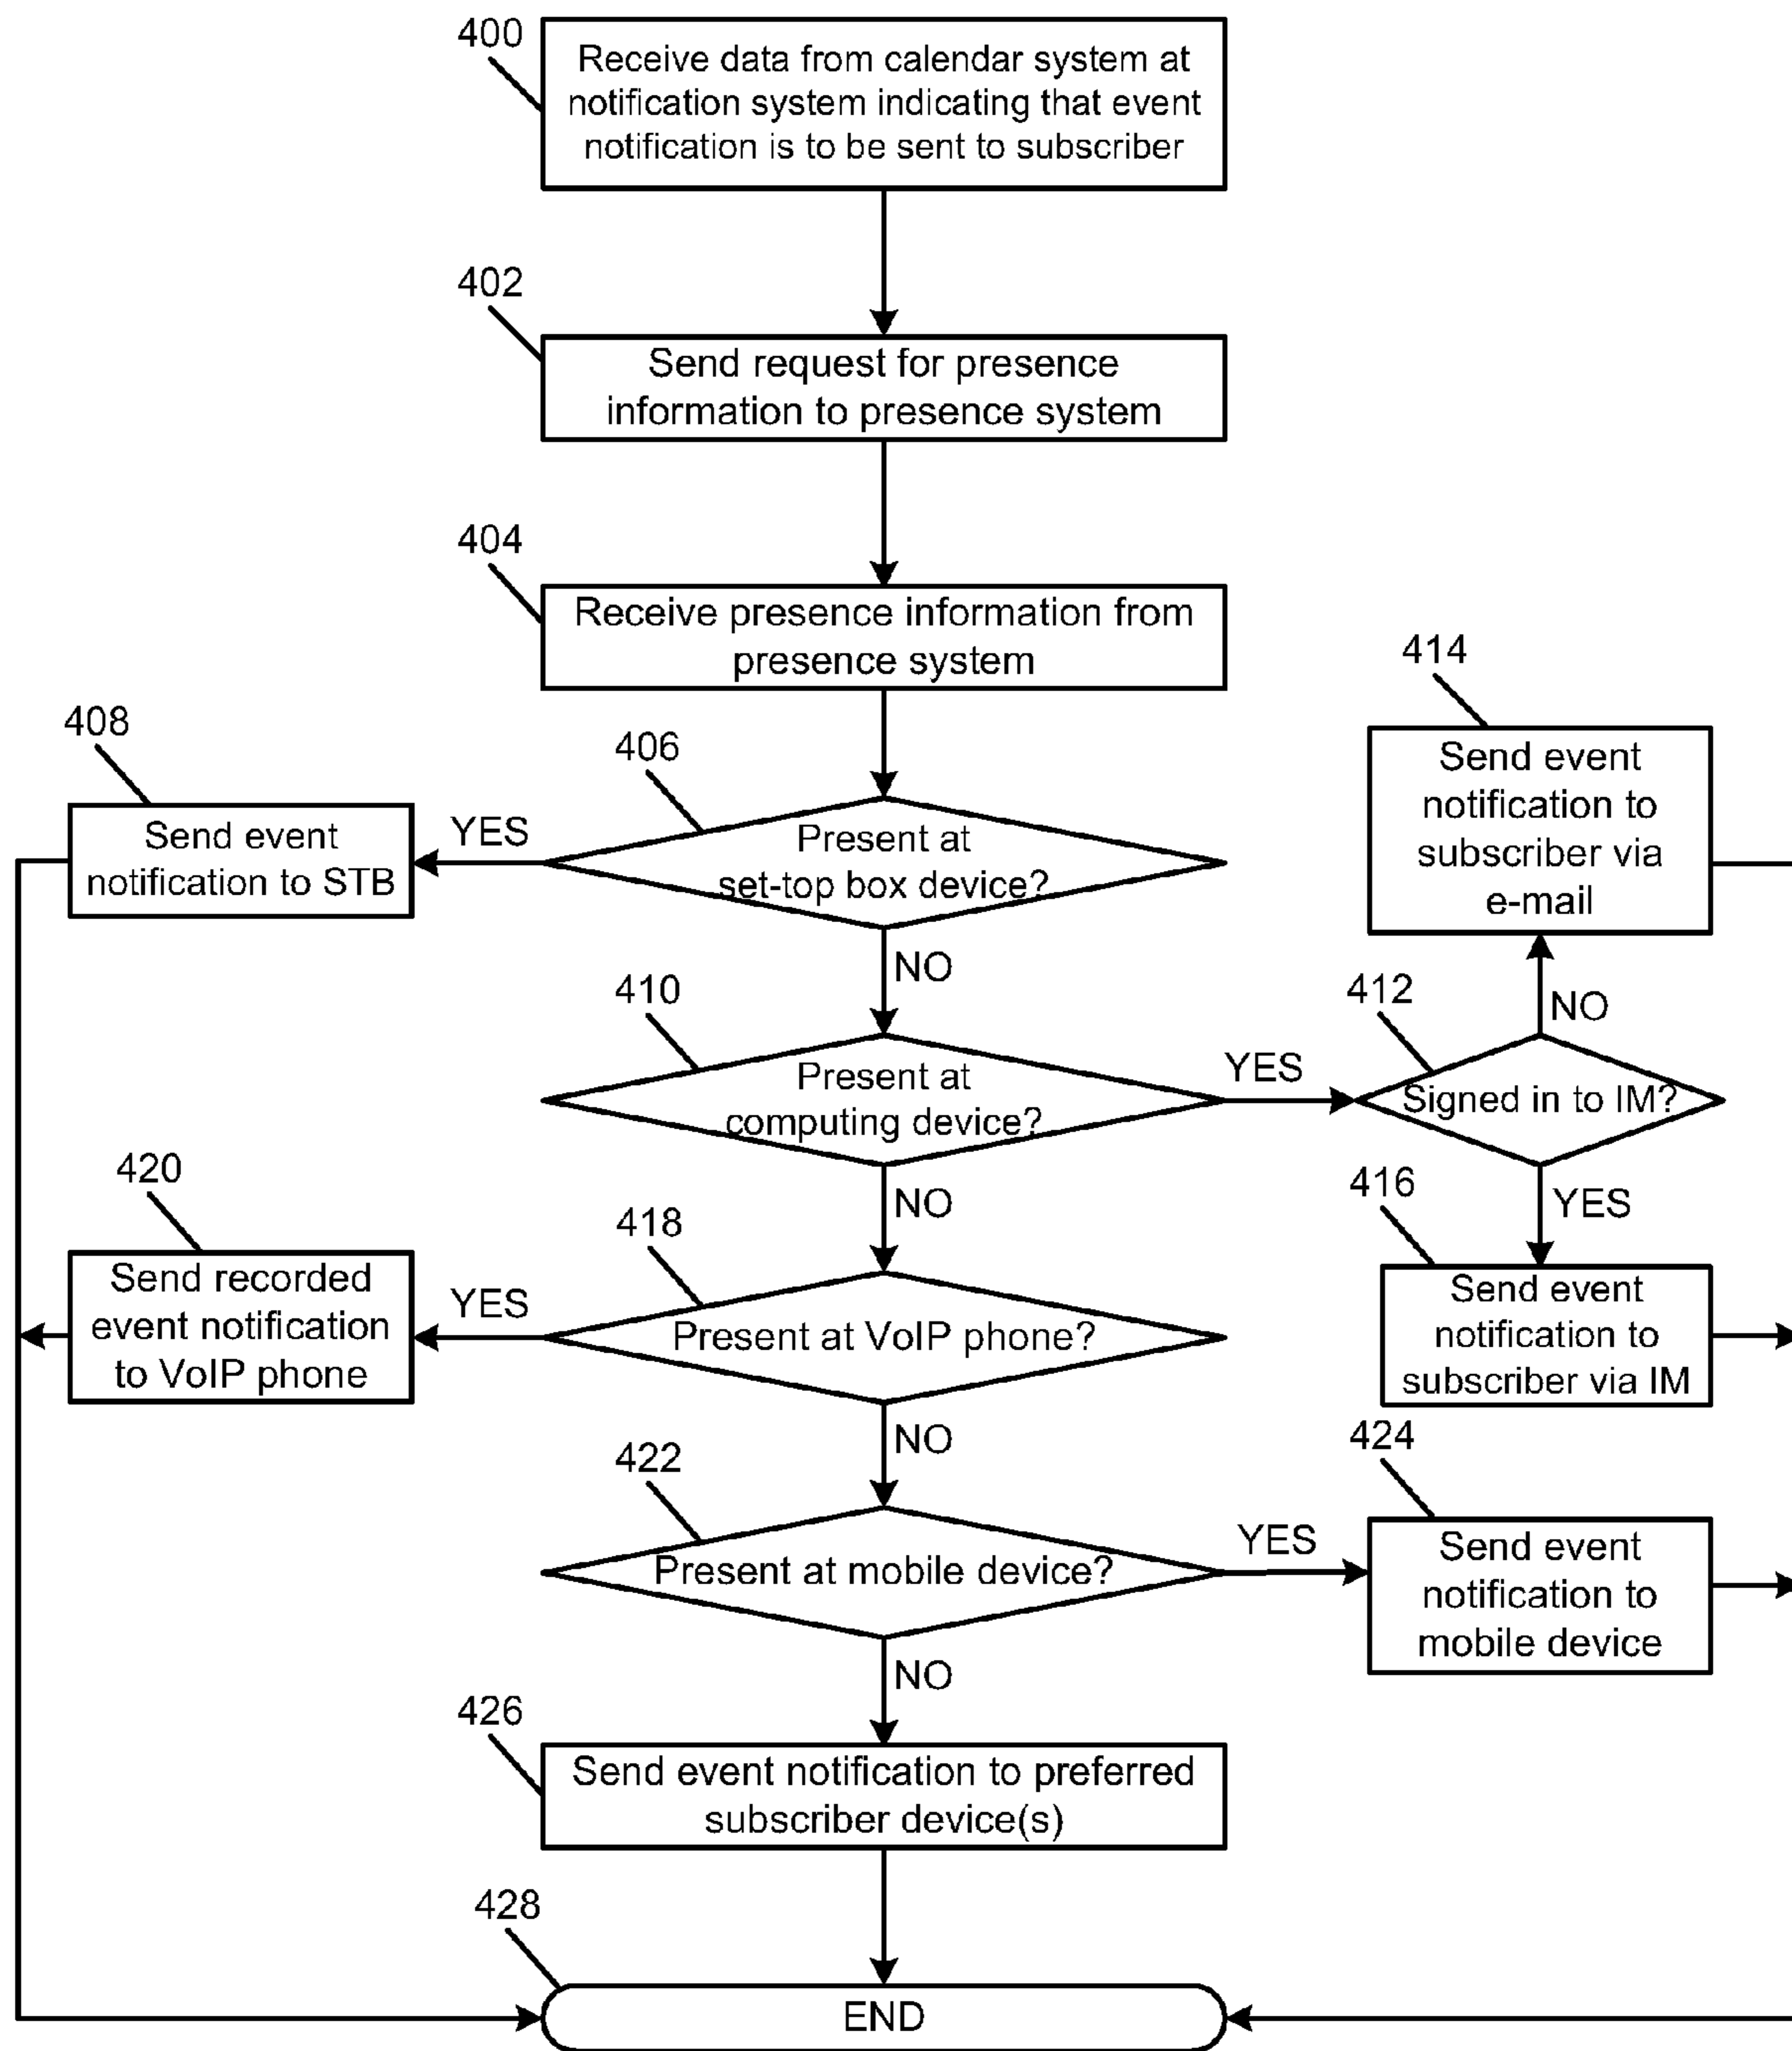 400
Receive data from calendar system at
notification system indicating that event
notification is to be sent to subscriber
402
Send request for presence
information to presence system
404
Receive presence information from
presence system
406
Present at
set-top box device?
YES
408
Send event
notification to STB
NO
410
Present at
computing device?
YES
412
Signed in to IM?
NO
414
Send event
notification to
subscriber via
e-mail
YES
416
Send event
notification to
subscriber via IM
NO
418
Present at VoIP phone?
YES
420
Send recorded
event notification
to VoIP phone
NO
422
Present at mobile device?
YES
424
Send event
notification to
mobile device
NO
426
Send event notification to preferred
subscriber device(s)
428
END